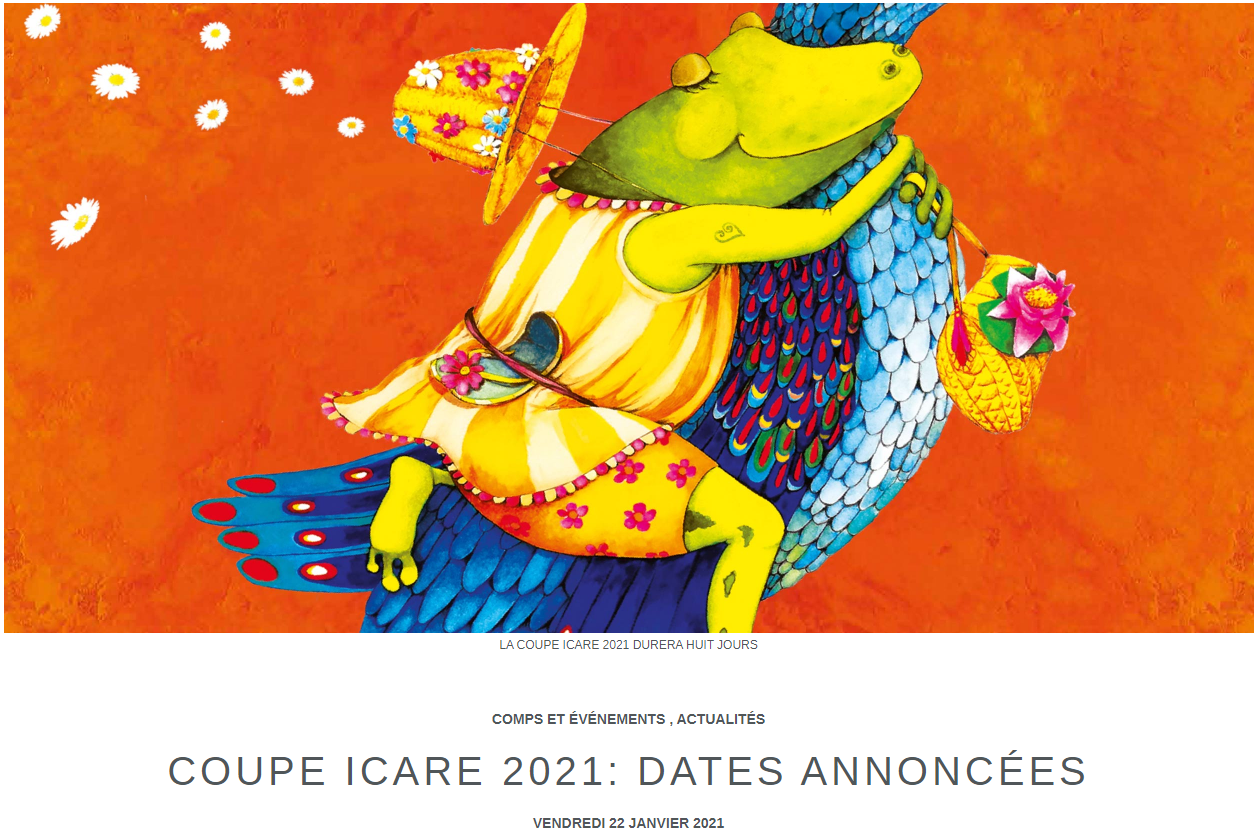 LA COUPE ICARE 2021 DURERA HUIT JOURS
COMPS ET ÉVÉNEMENTS , ACTUALITÉS
COUPE ICARE 2021: DATES ANNONCÉES
VENDREDI 22 JANVIER 2021